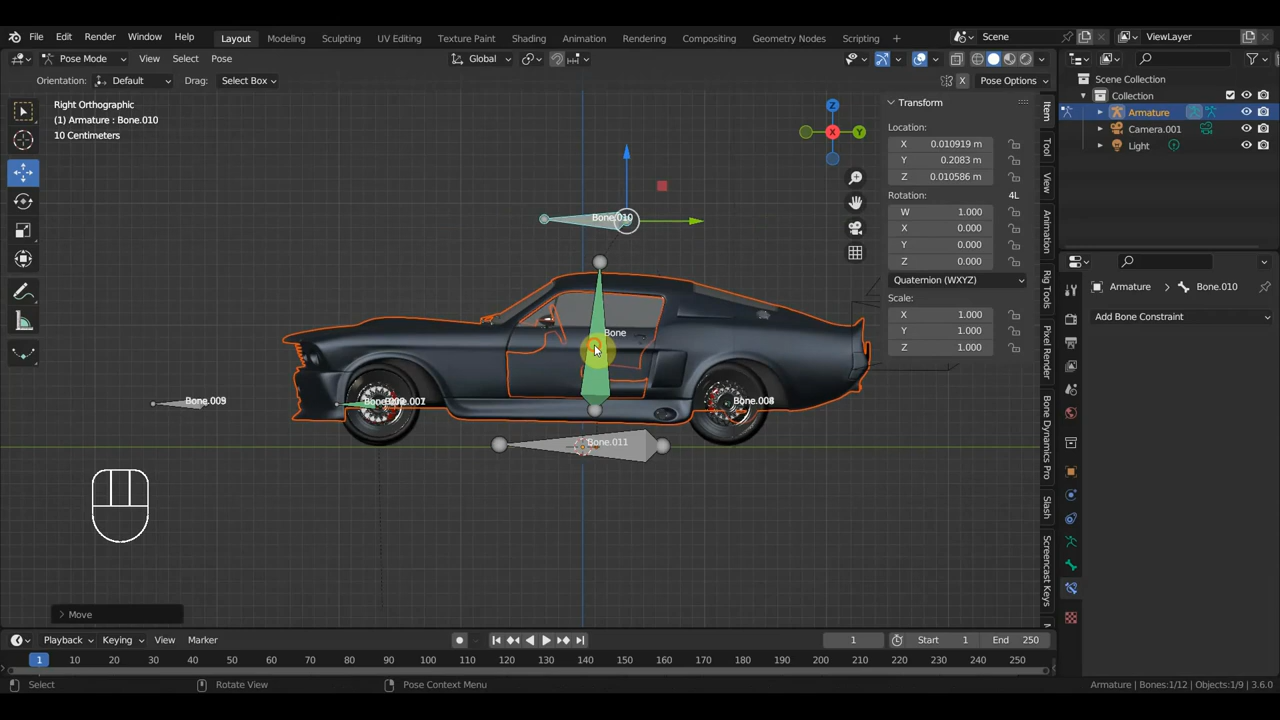 File Edit Render Window Help Layout Modeling Sculpting UV Editing Texture Paint Shading Animation Rendering Compositing Geometry Nodes Scripting + Scene ViewLayer
Pose Mode View Select Pose Global
Orientation: Default Drag: Select Box X Pose Options
Right Orthographic
(1) Armature : Bone.010
10 Centimeters
X
Y
Z
Bone.010
Bone
Bone.009
Bone.011
Move
Transform
Location:
X 0.010919 m
Y 0.2083 m
Z 0.010586 m
Rotation: 4L
W 1.000
X 0.000
Y 0.000
Z 0.000
Quaternion (WXYZ)
Scale:
X 1.000
Y 1.000
Z 1.000
Item
Tool
View
Animation
Rig Tools
Pixel Render
Bone Dynamics Pro
Slash
Screencast Keys
Scene Collection
Collection
Armature
Camera.001
Light
Armature > Bone.010
Add Bone Constraint
Playback Keying View Marker 1 Start 1 End 250
1 10 20 30 40 50 60 70 80 90 100 110 120 130 140 150 160 170 180 190 200 210 220 230 240 250
Select Rotate View Pose Context Menu Armature | Bones:1/12 | Objects:1/9 | 3.6.0